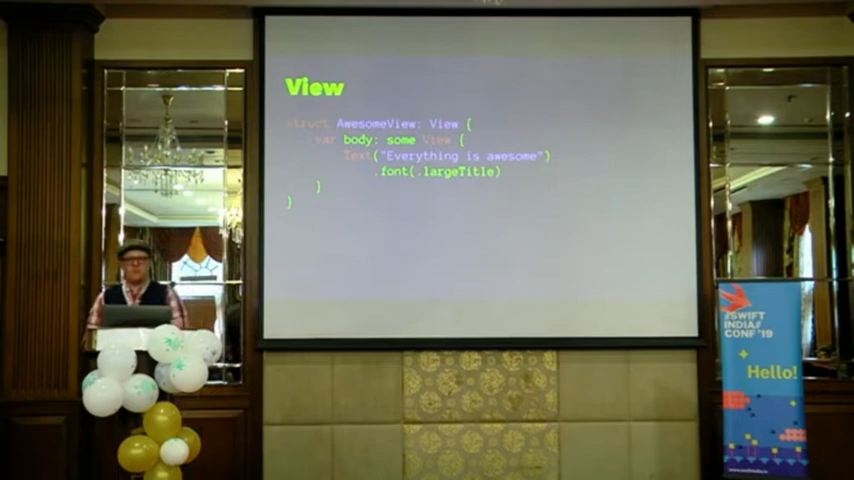 View
struct AwesomeView: View {
var body: some View {
Text("Everything is awesome")
.font(.largeTitle)
}
}
//SWIFT
INDIA//
CONF '19
Hello!